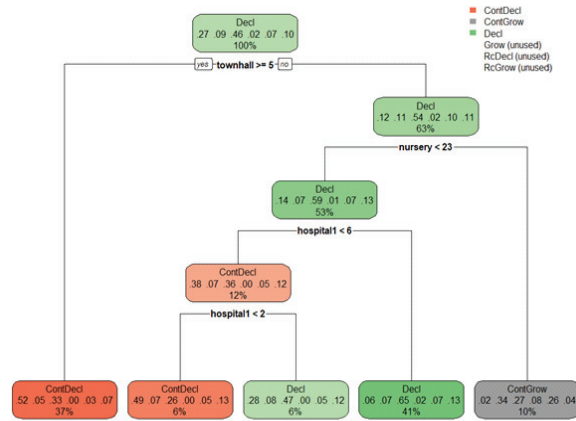 ContDecl
ContGrow
Decl
Grow (unused)
RcDecl (unused)
RcGrow (unused)
Decl
.27 .09 .46 .02 .07 .10
100%
yes townhall >= 5 no
Decl
.12 .11 .54 .02 .10 .11
63%
nursery < 23
Decl
.14 .07 .59 .01 .07 .13
53%
hospital1 < 6
ContDecl
.38 .07 .36 .00 .05 .12
12%
hospital1 < 2
ContDecl
.52 .05 .33 .00 .03 .07
37%
ContDecl
.49 .07 .26 .00 .05 .13
6%
Decl
.28 .08 .47 .00 .05 .12
6%
Decl
.06 .07 .65 .02 .07 .13
41%
ContGrow
.02 .34 .27 .08 .26 .04
10%